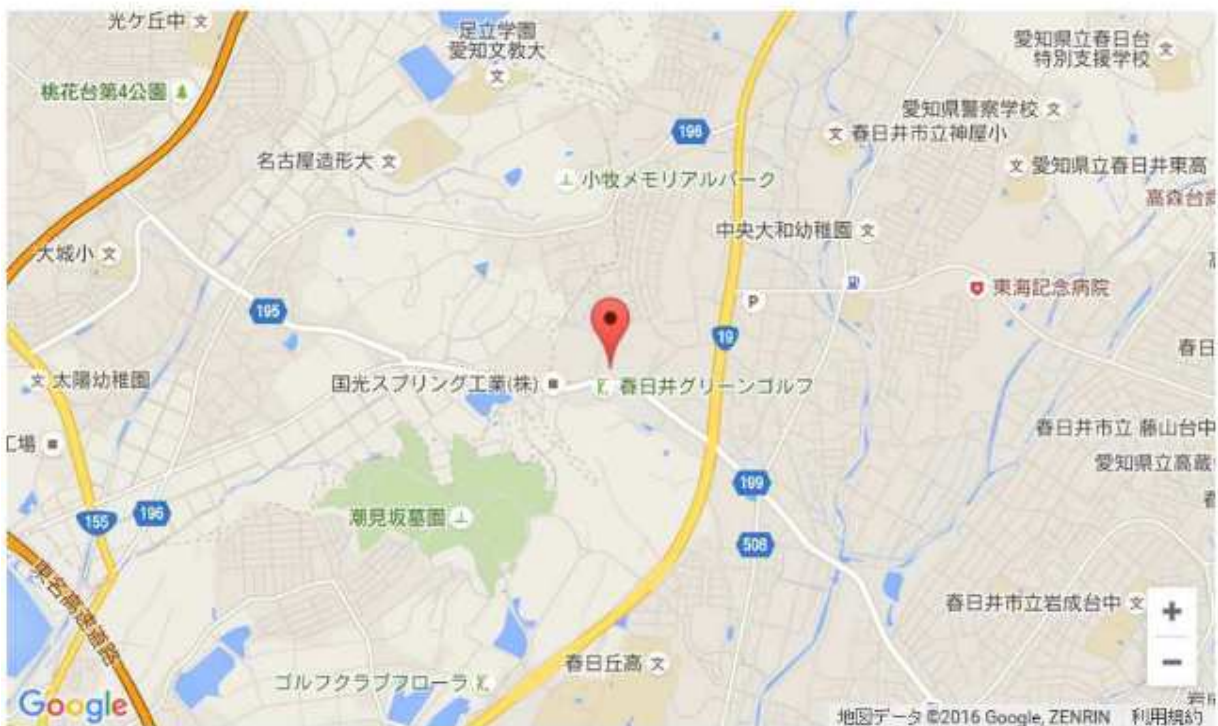 光ケ丘中
足立学園
愛知文教大
愛知県立春日台
特別支援学校
桃花台第4公園
愛知県警察学校
196
春日井市立神屋小
名古屋造形大
愛知県立春日井東高
小牧メモリアルパーク
高森台
中央大和幼稚園
大城小
東海記念病院
P
195
19
春日
太陽幼稚園
国光スプリング工業(株)
春日井グリーンゴルフ
春日井市立 藤山台中
工場
愛知県立高蔵
199
196
155
潮見坂墓園
508
東名高速道路
春日井市立岩成台中
+
春日丘高
−
ゴルフクラブフローラ
Google
地図データ ©2016 Google, ZENRIN
利用規約